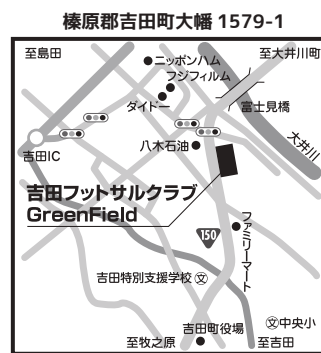 榛原郡吉田町大幡 1579-1
至島田
ニッポンハム
至大井川町
フジフィルム
ダイドー
富士見橋
大井川
吉田IC
八木石油
吉田フットサルクラブ
GreenField
150
ファミリーマート
吉田特別支援学校 文
吉田町役場
文 中央小
至牧之原
至吉田